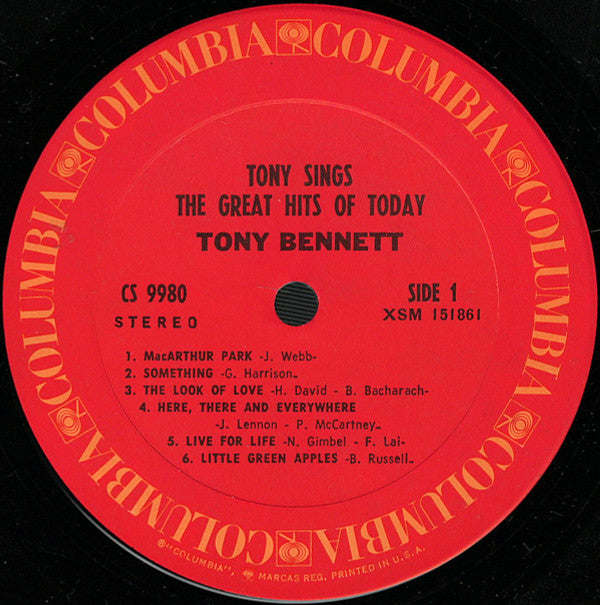 COLUMBIA COLUMBIA COLUMBIA COLUMBIA COLUMBIA COLUMBIA COLUMBIA COLUMBIA
TONY SINGS
THE GREAT HITS OF TODAY
TONY BENNETT
CS 9980
SIDE 1
STEREO
XSM 151861
1. MacARTHUR PARK -J. Webb-
2. SOMETHING -G. Harrison-
3. THE LOOK OF LOVE -H. David - B. Bacharach-
4. HERE, THERE AND EVERYWHERE
-J. Lennon - P. McCartney-
5. LIVE FOR LIFE -N. Gimbel - F. Lai-
6. LITTLE GREEN APPLES -B. Russell-
®"COLUMBIA", MARCAS REG. PRINTED IN U.S.A.